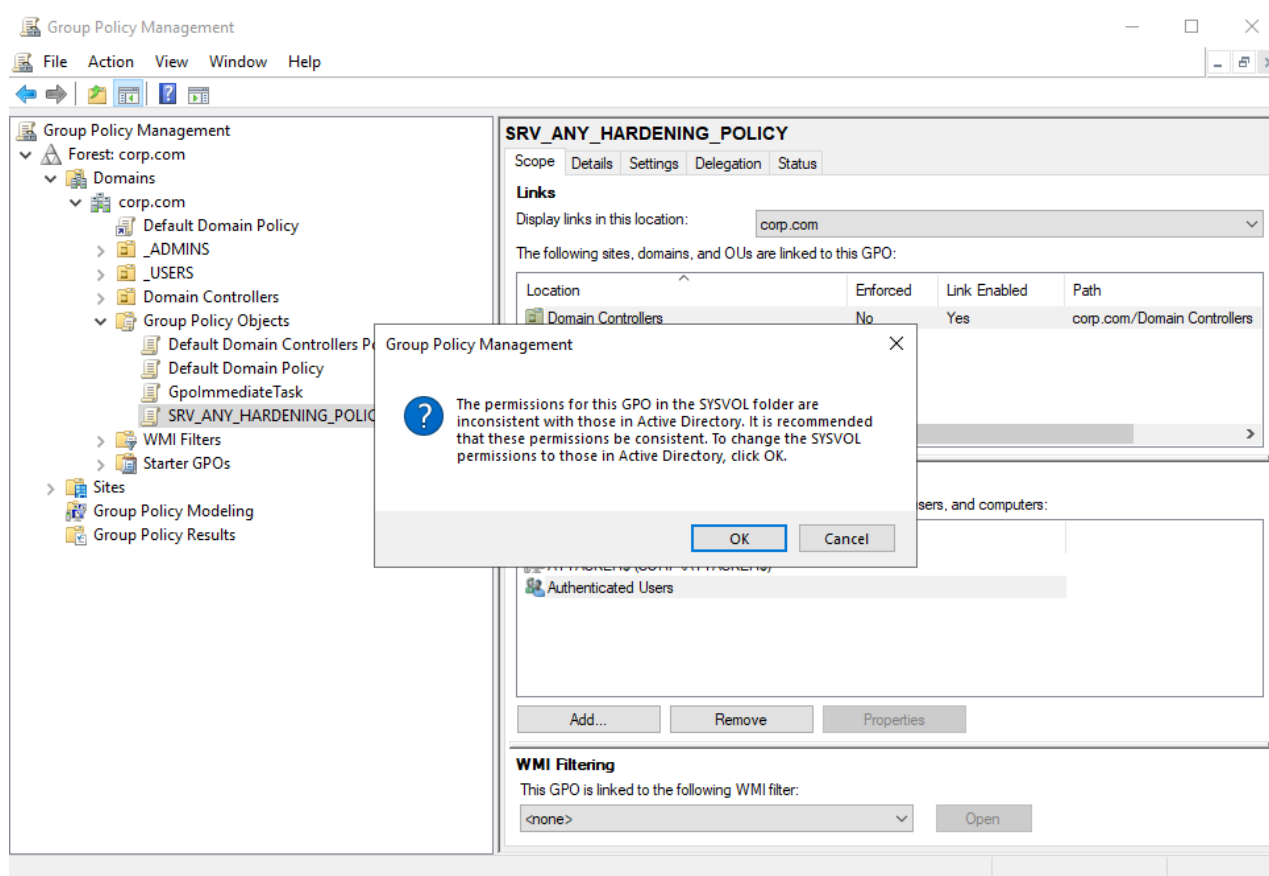 Group Policy Management
File Action View Window Help
Group Policy Management
Forest: corp.com
Domains
corp.com
Default Domain Policy
_ADMINS
_USERS
Domain Controllers
Group Policy Objects
Default Domain Controllers Po
Default Domain Policy
GpoImmediateTask
SRV_ANY_HARDENING_POLIC
WMI Filters
Starter GPOs
Sites
Group Policy Modeling
Group Policy Results
SRV_ANY_HARDENING_POLICY
Scope Details Settings Delegation Status
Links
Display links in this location: corp.com
The following sites, domains, and OUs are linked to this GPO:
Location Enforced Link Enabled Path
Domain Controllers No Yes corp.com/Domain Controllers
Group Policy Management
The permissions for this GPO in the SYSVOL folder are
inconsistent with those in Active Directory. It is recommended
that these permissions be consistent. To change the SYSVOL
permissions to those in Active Directory, click OK.
OK Cancel
sers, and computers:
Authenticated Users
Add... Remove Properties
WMI Filtering
This GPO is linked to the following WMI filter:
<none> Open